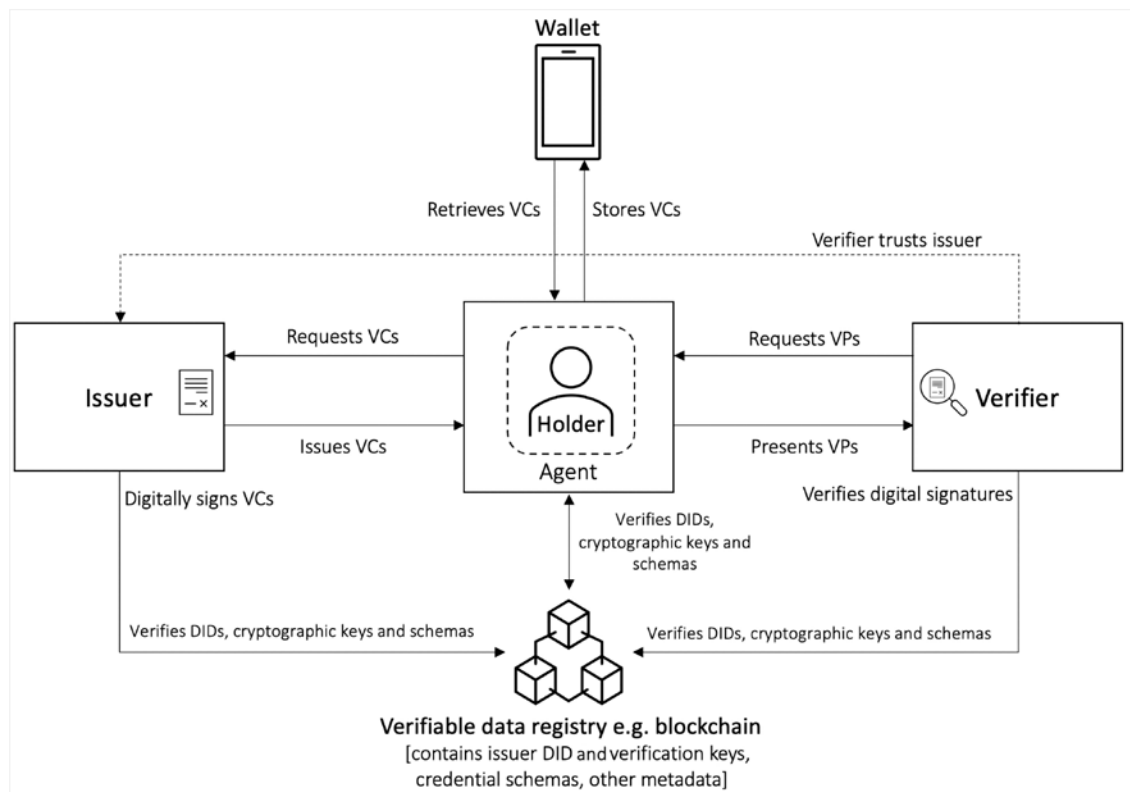 Wallet
Retrieves VCs
Stores VCs
Verifier trusts issuer
Requests VCs
Requests VPs
Issuer
Holder
Verifier
Issues VCs
Presents VPs
Agent
Digitally signs VCs
Verifies digital signatures
Verifies DIDs,
cryptographic keys and
schemas
Verifies DIDs, cryptographic keys and schemas
Verifies DIDs, cryptographic keys and schemas
Verifiable data registry e.g. blockchain
[contains issuer DID and verification keys,
credential schemas, other metadata]